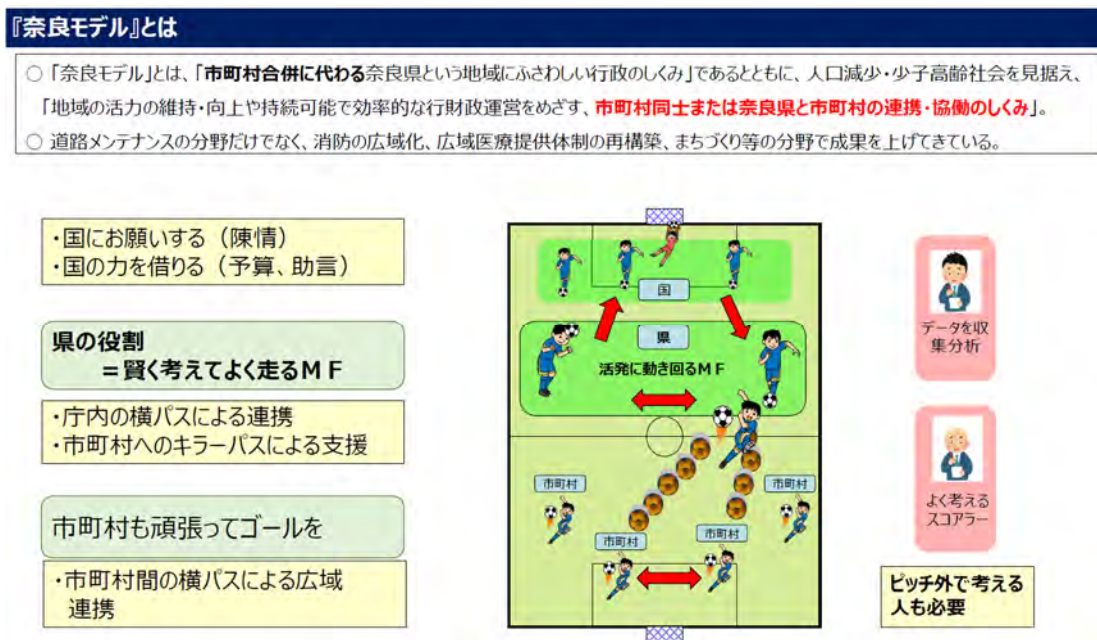 『奈良モデル』とは
○ 「奈良モデル」とは、「市町村合併に代わる奈良県という地域にふさわしい行政のしくみ」であるとともに、人口減少・少子高齢社会を見据え、
「地域の活力の維持・向上や持続可能で効率的な行財政運営をめざす、市町村同士または奈良県と市町村の連携・協働のしくみ」。
○ 道路メンテナンスの分野だけでなく、消防の広域化、広域医療提供体制の再構築、まちづくり等の分野で成果を上げてきている。
・国にお願いする（陳情）
・国の力を借りる（予算、助言）
県の役割
＝賢く考えてよく走るＭＦ
・庁内の横パスによる連携
・市町村へのキラーパスによる支援
市町村も頑張ってゴールを
・市町村間の横パスによる広域
連携
国
県
活発に動き回るＭＦ
市町村
市町村
市町村
市町村
データを収
集分析
よく考える
スコアラー
ピッチ外で考える
人も必要